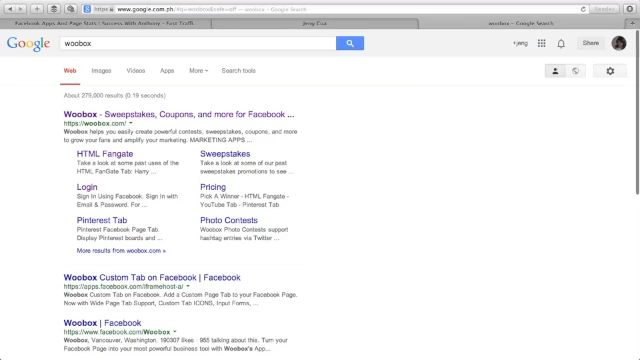 https www.google.com.ph/#q=woobox&safe=off — woobox
Reader
Facebook Apps And Page Stats | Success With Anthony – Fast Traffi...
Jeng Cua
woobox – Google Search
Google
woobox
+Jeng
Share
Web Images Videos Apps More Search tools
About 275,000 results (0.19 seconds)
Woobox - Sweepstakes, Coupons, and more for Facebook ...
https://woobox.com/
Woobox helps you easily create powerful contests, sweepstakes, coupons, and more
to grow your fans and amplify your marketing. MARKETING APPS ...
HTML Fangate
Take a look at some past uses of the
HTML FanGate Tab: Harry ...
Sweepstakes
Take a look at some of our past
sweepstakes promotions to see ...
Login
Sign In Using Facebook. Sign In with
Email & Password. For ...
Pricing
Pick A Winner - HTML Fangate -
YouTube Tab - Pinterest Tab
Pinterest Tab
Pinterest Facebook Page Tab.
Display Pinterest boards and ...
Photo Contests
Woobox Photo Contests support
hashtag entries via Twitter ...
More results from woobox.com »
Woobox Custom Tab on Facebook | Facebook
https://apps.facebook.com/iframehost-a/
Woobox Custom Tab on Facebook. Add a Custom Page Tab to your Facebook Page.
Now with Wide Page Tab Support, Custom Tab ICONS, Input Forms, ...
Woobox | Facebook
https://www.facebook.com/Woobox
Woobox, Vancouver, Washington. 190307 likes · 965 talking about this. Turn your
Facebook Page into your most powerful business tool with Woobox's App...